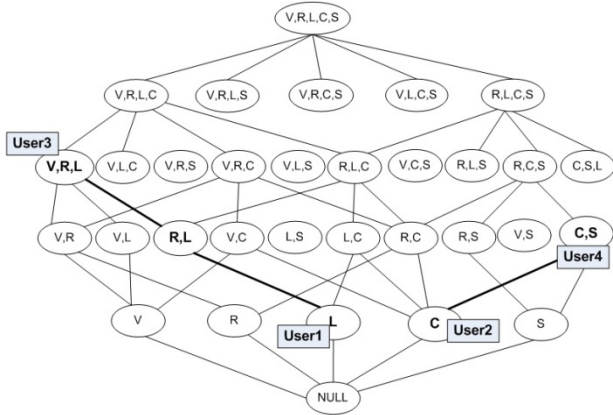 V,R,L,C,S
V,R,L,C
V,R,L,S
V,R,C,S
V,L,C,S
R,L,C,S
User3
V,R,L
V,L,C
V,R,S
V,R,C
V,L,S
R,L,C
V,C,S
R,L,S
R,C,S
C,S,L
V,R
V,L
R,L
V,C
L,S
L,C
R,C
R,S
V,S
C,S
User4
V
R
L
C
S
User1
User2
NULL